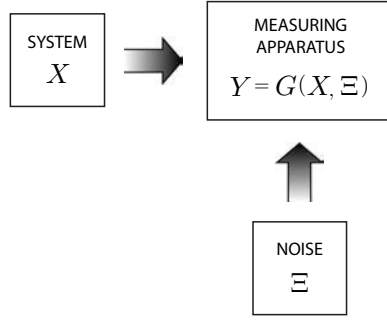 SYSTEM
X
MEASURING
APPARATUS
Y = G(X, Ξ)
NOISE
Ξ